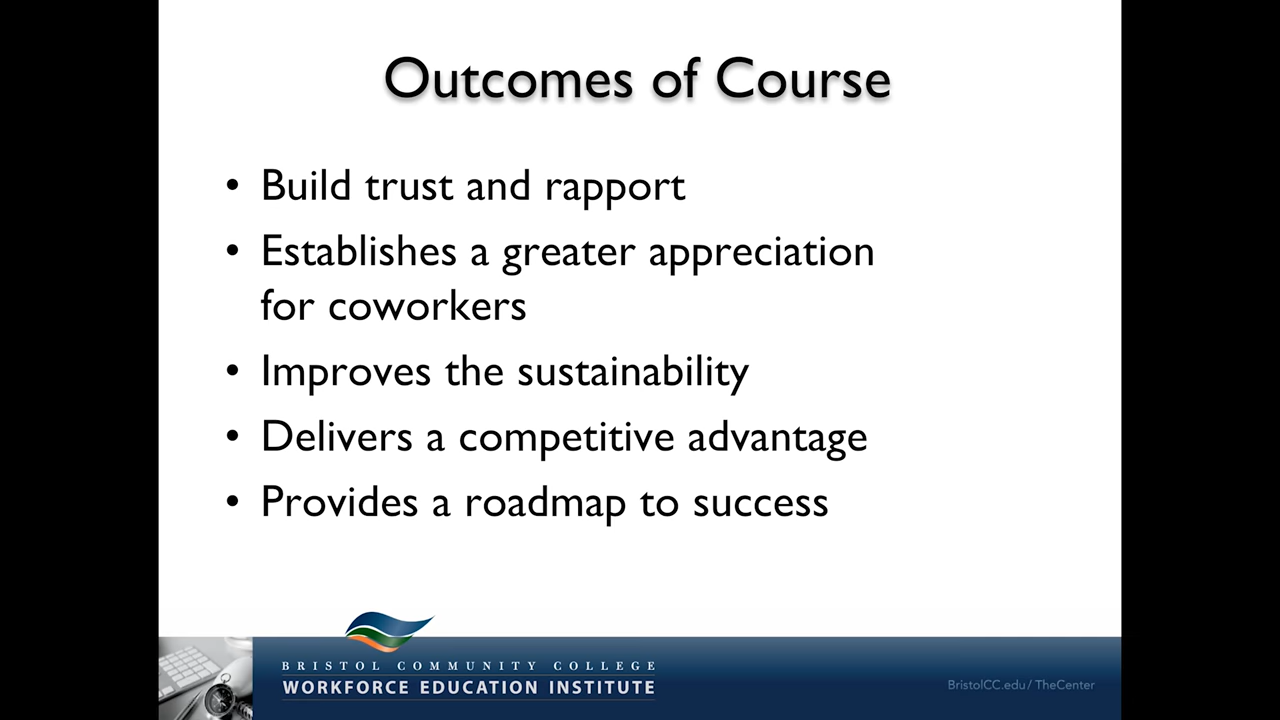 Outcomes of Course
• Build trust and rapport
• Establishes a greater appreciation
for coworkers
• Improves the sustainability
• Delivers a competitive advantage
• Provides a roadmap to success
BRISTOL COMMUNITY COLLEGE
WORKFORCE EDUCATION INSTITUTE
BristolCC.edu / TheCenter